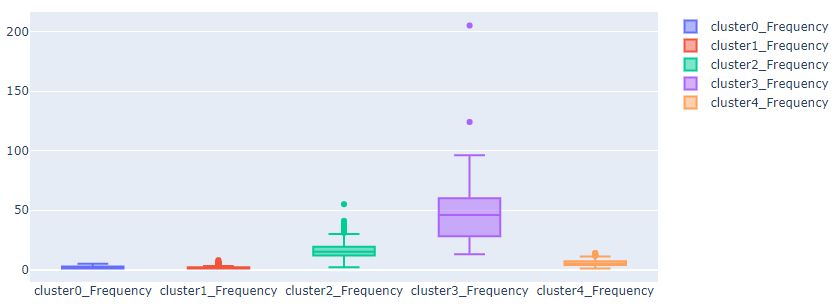 200
150
100
50
0
cluster0_Frequency cluster1_Frequency cluster2_Frequency cluster3_Frequency cluster4_Frequency
cluster0_Frequency
cluster1_Frequency
cluster2_Frequency
cluster3_Frequency
cluster4_Frequency